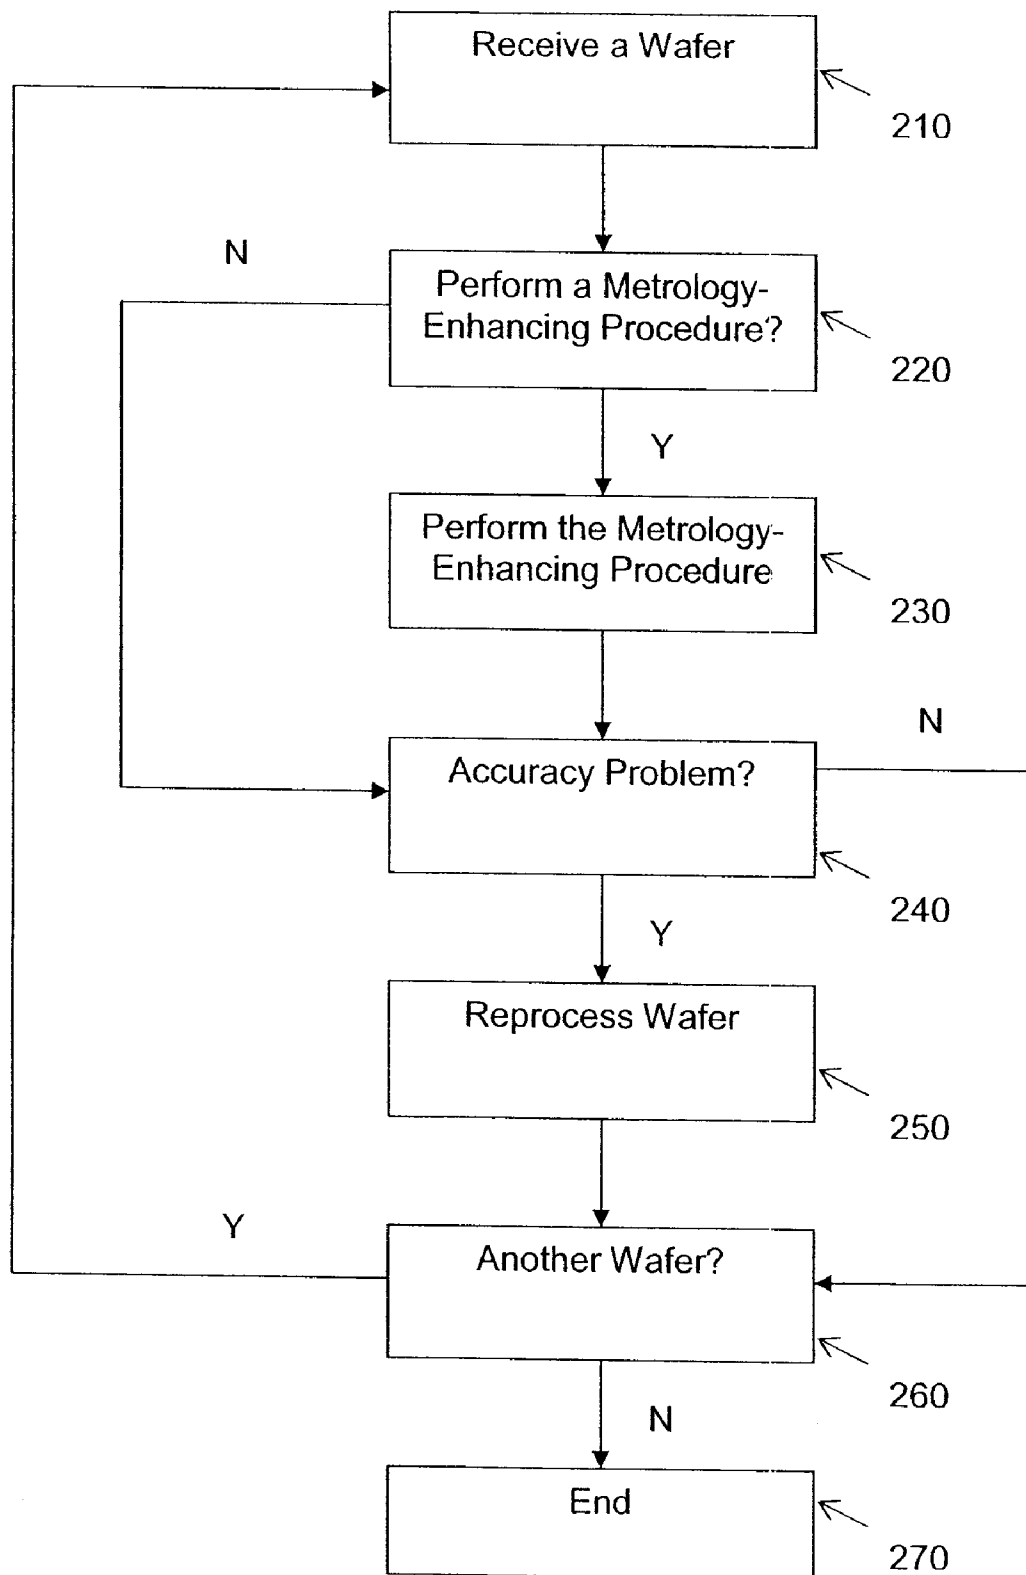 Receive a Wafer
210
N
Perform a Metrology-
Enhancing Procedure?
220
Y
Perform the Metrology-
Enhancing Procedure
230
N
Accuracy Problem?
240
Y
Reprocess Wafer
250
Y
Another Wafer?
260
N
End
270